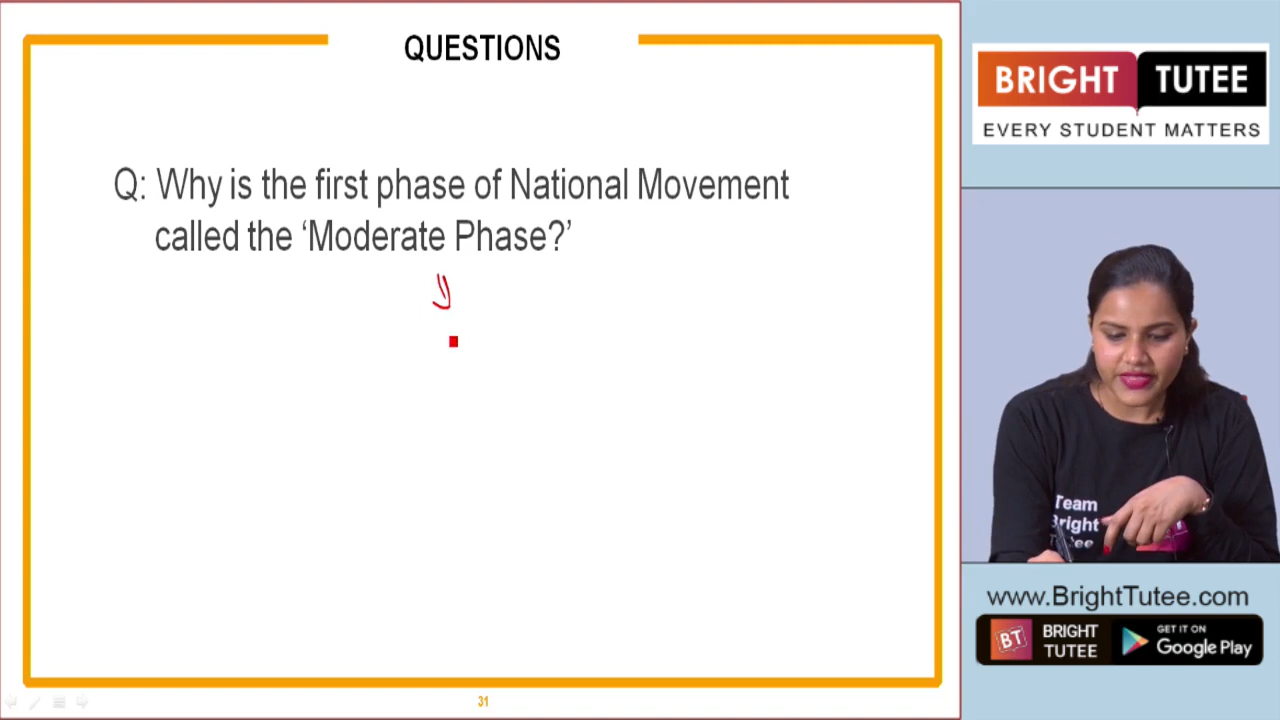 QUESTIONS
Q: Why is the first phase of National Movement
called the ‘Moderate Phase?’
31
BRIGHT TUTEE
EVERY STUDENT MATTERS
Team
Bright
Tutee
www.BrightTutee.com
BT
BRIGHT
TUTEE
GET IT ON
Google Play